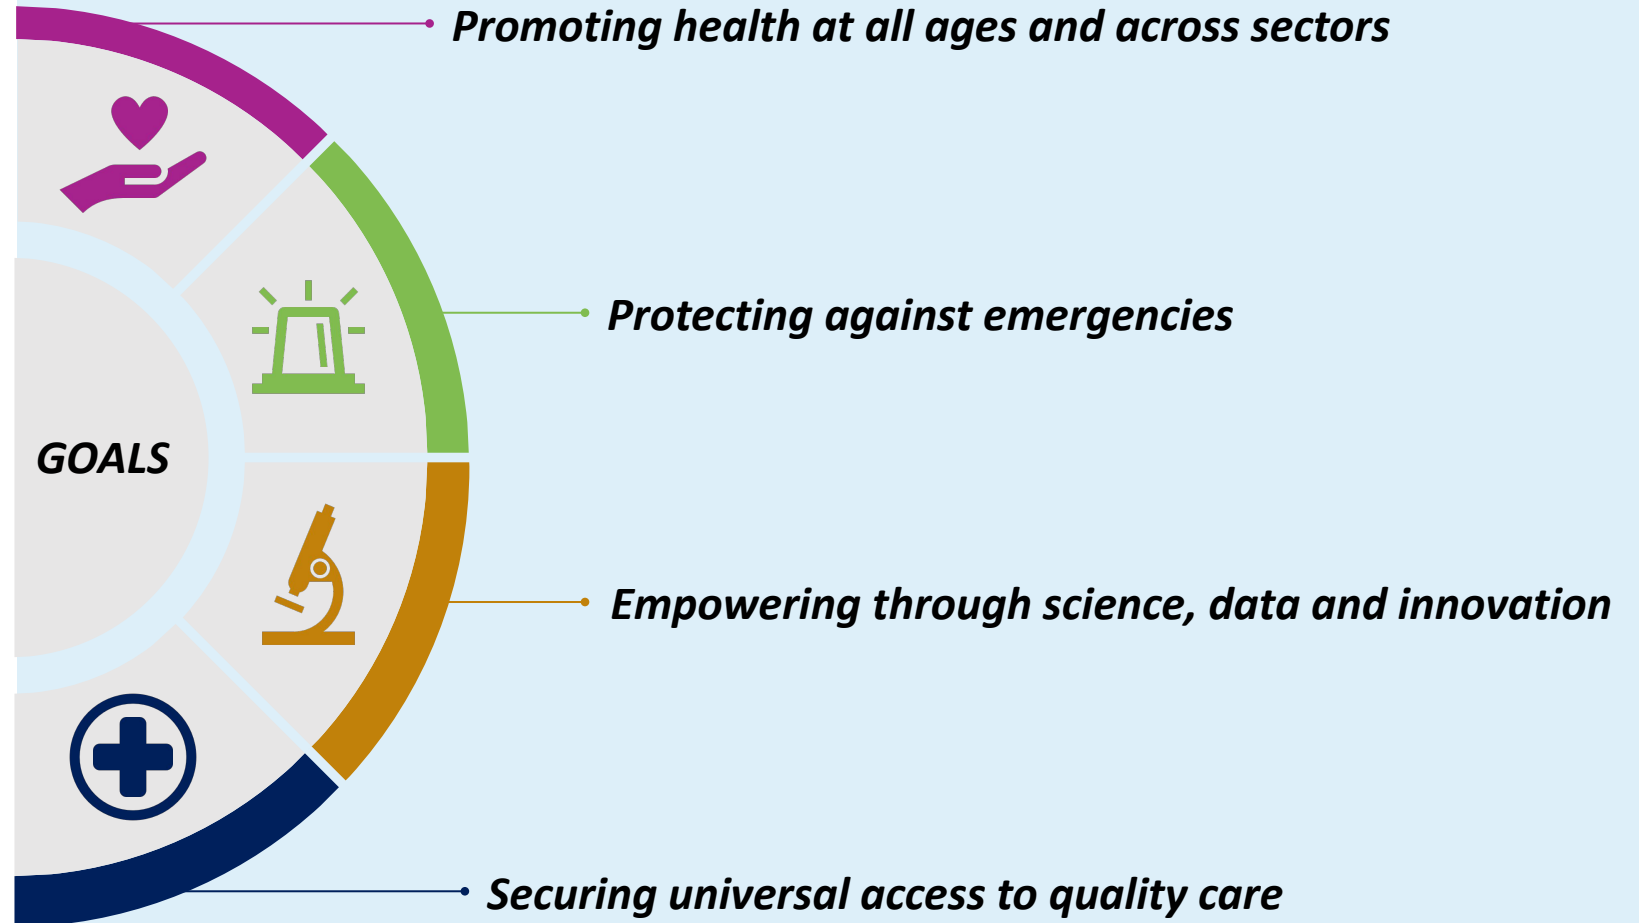 Promoting health at all ages and across sectors
Protecting against emergencies
GOALS
Empowering through science, data and innovation
Securing universal access to quality care